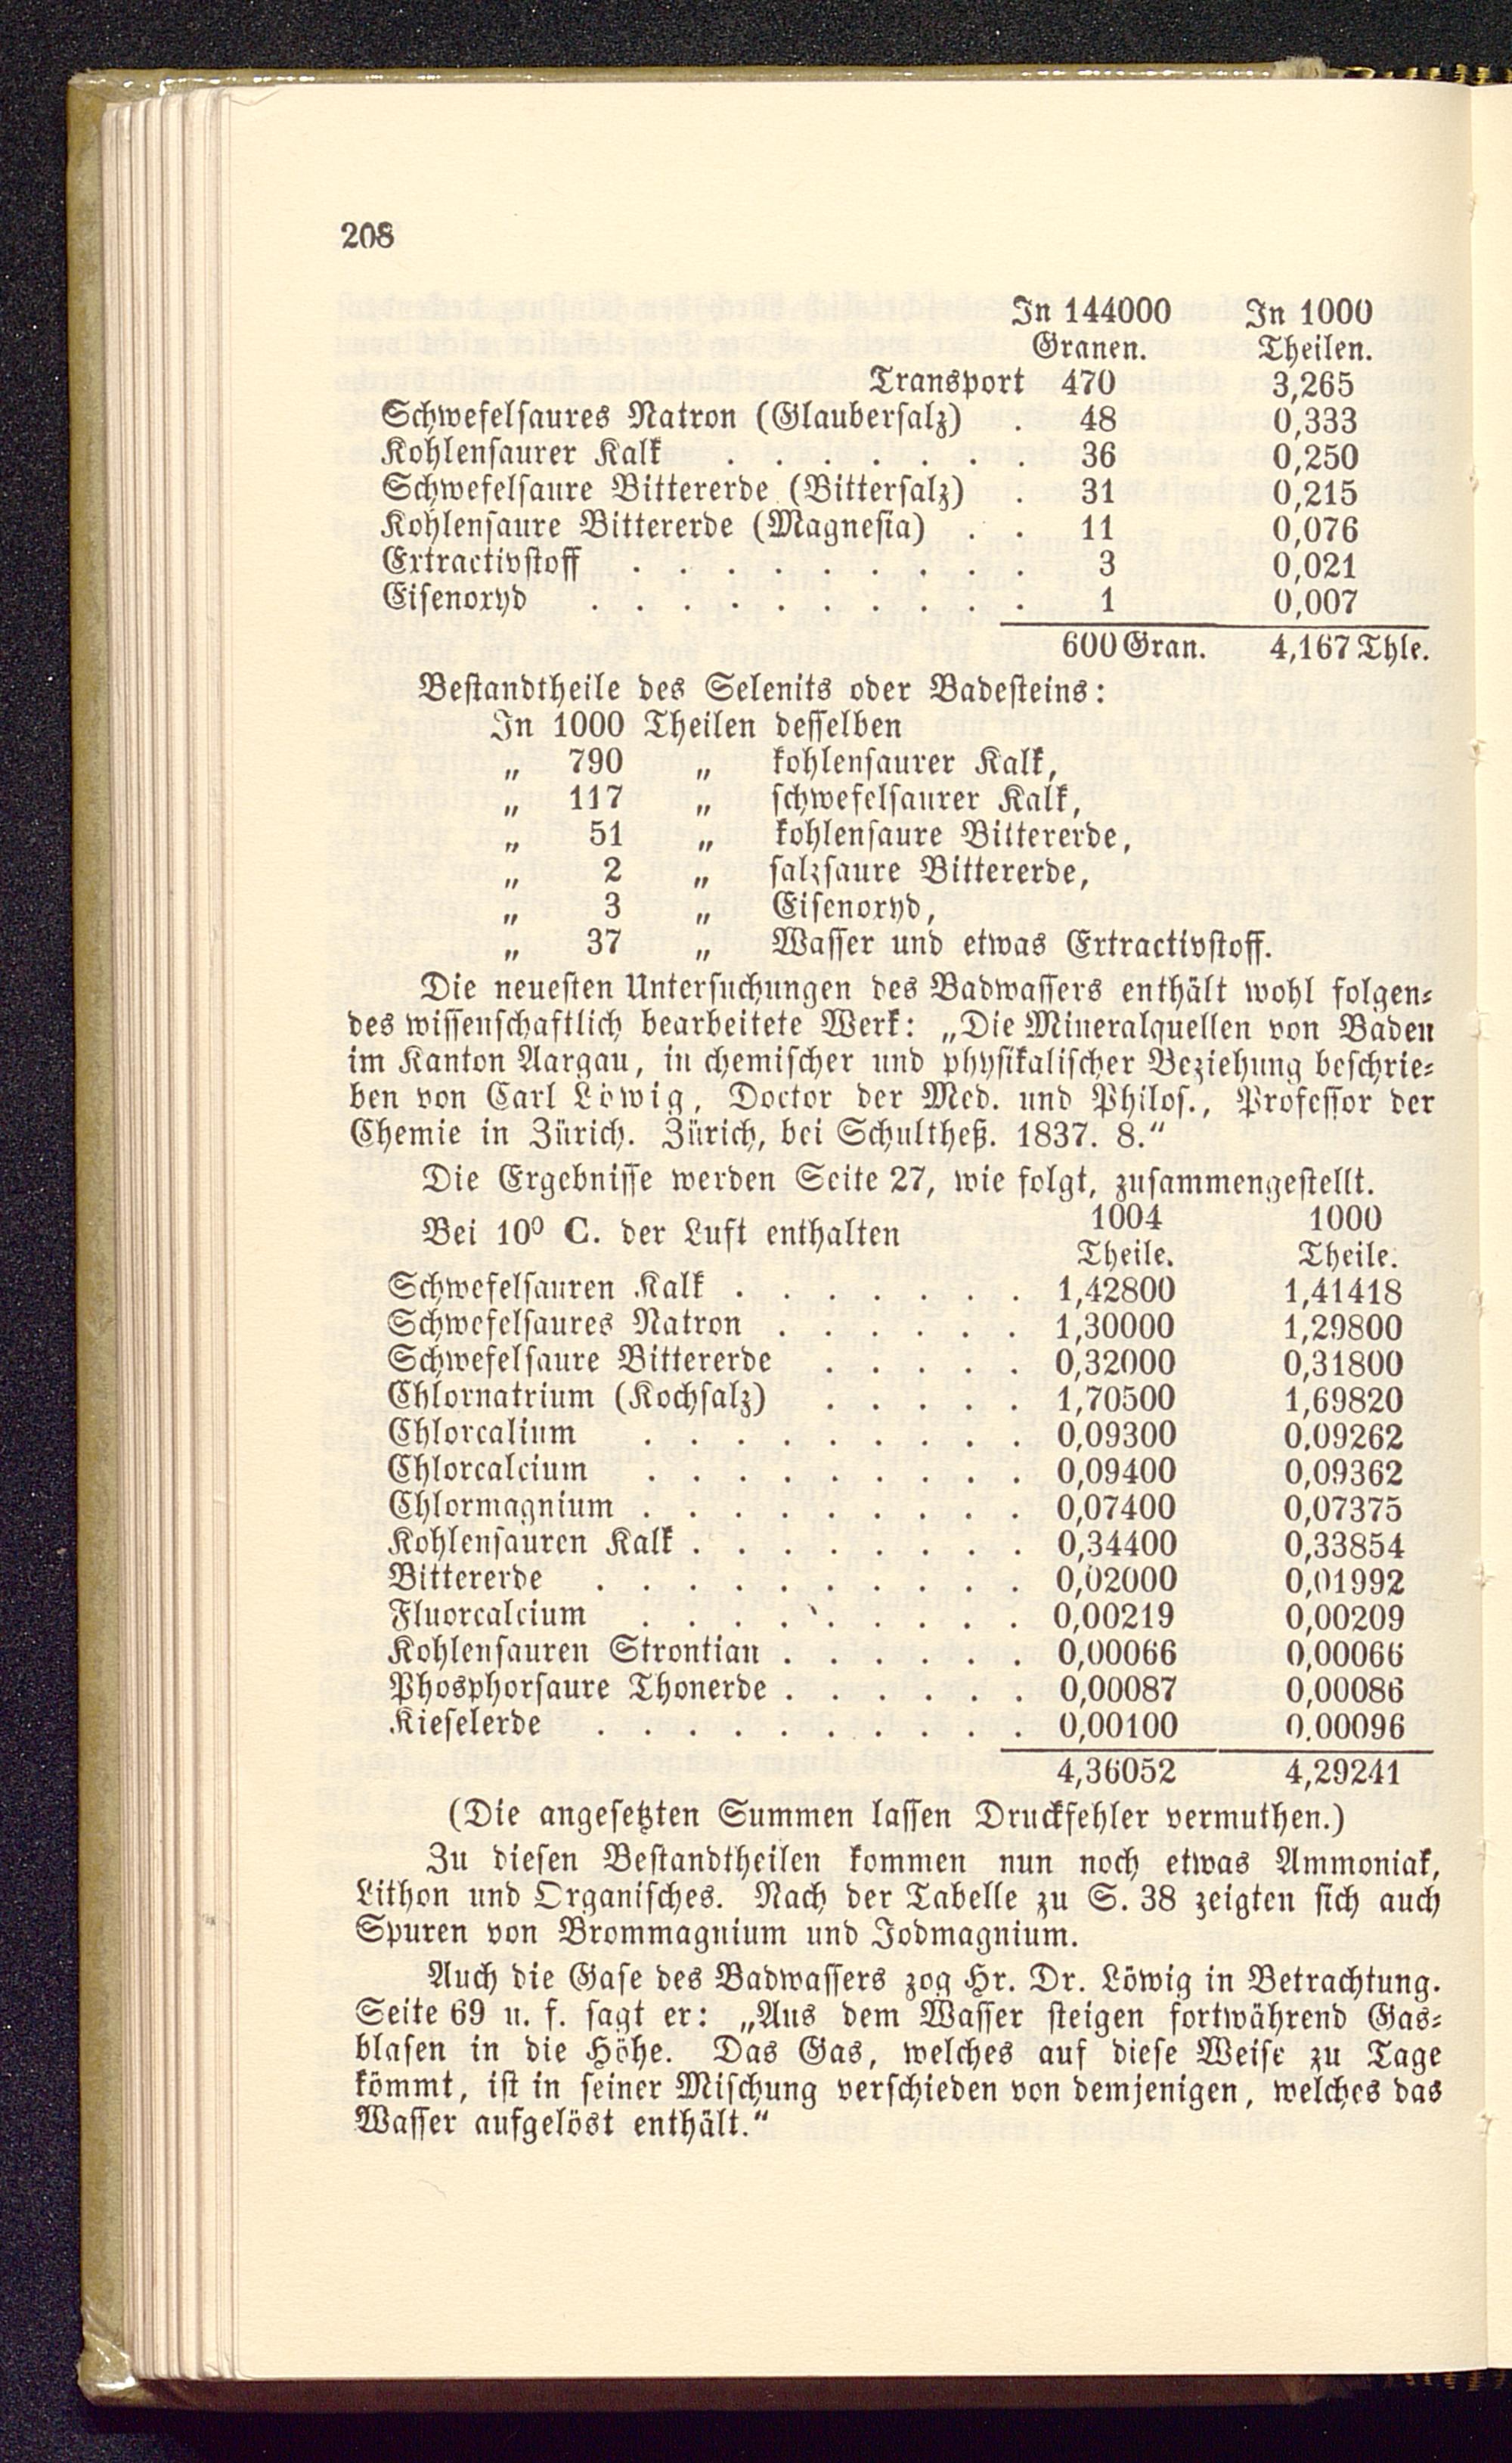 208
In 144000 In 1000
Granen. Theilen.
Transport 470 3,265
Schwefelsaures Natron (Glaubersalz) . 48 0,333
Kohlensaurer Kalk . . . . . . . 36 0,250
Schwefelsaure Bittererde (Bittersalz) . 31 0,215
Kohlensaure Bittererde (Magnesia) . . 11 0,076
Extractivstoff . . . . . . . . . 3 0,021
Eisenoxyd . . . . . . . . . . 1 0,007
600 Gran. 4,167 Thle.
Bestandtheile des Selenits oder Badesteins:
In 1000 Theilen desselben
„ 790 „ kohlensaurer Kalk,
„ 117 „ schwefelsaurer Kalk,
„ 51 „ kohlensaure Bittererde,
„ 2 „ salzsaure Bittererde,
„ 3 „ Eisenoxyd,
„ 37 „ Wasser und etwas Extractivstoff.
Die neuesten Untersuchungen des Badwassers enthält wohl folgen-
des wissenschaftlich bearbeitete Werk: „Die Mineralquellen von Baden
im Kanton Aargau, in chemischer und physikalischer Beziehung beschrie-
ben von Carl Löwig, Doctor der Med. und Philos., Professor der
Chemie in Zürich. Zürich, bei Schultheß. 1837. 8.“
Die Ergebnisse werden Seite 27, wie folgt, zusammengestellt.
Bei 10⁰ C. der Luft enthalten 1004 1000
Theile. Theile.
Schwefelsauren Kalk . . . . . . . 1,42800 1,41418
Schwefelsaures Natron . . . . . . 1,30000 1,29800
Schwefelsaure Bittererde . . . . . 0,32000 0,31800
Chlornatrium (Kochsalz) . . . . . 1,70500 1,69820
Chlorcalium . . . . . . . . . 0,09300 0,09262
Chlorcalcium . . . . . . . . . 0,09400 0,09362
Chlormagnium . . . . . . . . . 0,07400 0,07375
Kohlensauren Kalk . . . . . . . . 0,34400 0,33854
Bittererde . . . . . . . . . . 0,02000 0,01992
Fluorcalcium . . . . . . . . . 0,00219 0,00209
Kohlensauren Strontian . . . . . . 0,00066 0,00066
Phosphorsaure Thonerde . . . . . . 0,00087 0,00086
Kieselerde . . . . . . . . . . 0,00100 0,00096
4,36052 4,29241
(Die angesetzten Summen lassen Druckfehler vermuthen.)
Zu diesen Bestandtheilen kommen nun noch etwas Ammoniak,
Lithon und Organisches. Nach der Tabelle zu S. 38 zeigten sich auch
Spuren von Brommagnium und Jodmagnium.
Auch die Gase des Badwassers zog Hr. Dr. Löwig in Betrachtung.
Seite 69 u. f. sagt er: „Aus dem Wasser steigen fortwährend Gas-
blasen in die Höhe. Das Gas, welches auf diese Weise zu Tage
kömmt, ist in seiner Mischung verschieden von demjenigen, welches das
Wasser aufgelöst enthält.“